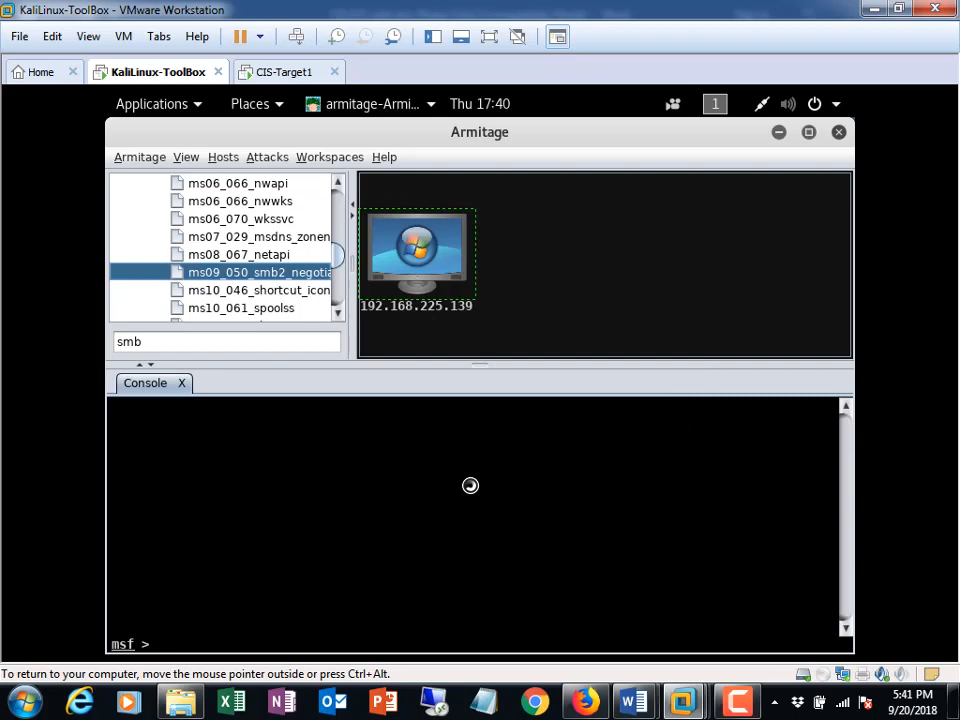 KaliLinux-ToolBox - VMware Workstation
File Edit View VM Tabs Help
Home KaliLinux-ToolBox CIS-Target1
Applications Places armitage-Armi... Thu 17:40 1
Armitage
Armitage View Hosts Attacks Workspaces Help
ms06_066_nwapi
ms06_066_nwwks
ms06_070_wkssvc
ms07_029_msdns_zonen
ms08_067_netapi
ms09_050_smb2_negotia
ms10_046_shortcut_icon
ms10_061_spoolss
192.168.225.139
smb
Console X
msf >
To return to your computer, move the mouse pointer outside or press Ctrl+Alt.
5:41 PM
9/20/2018